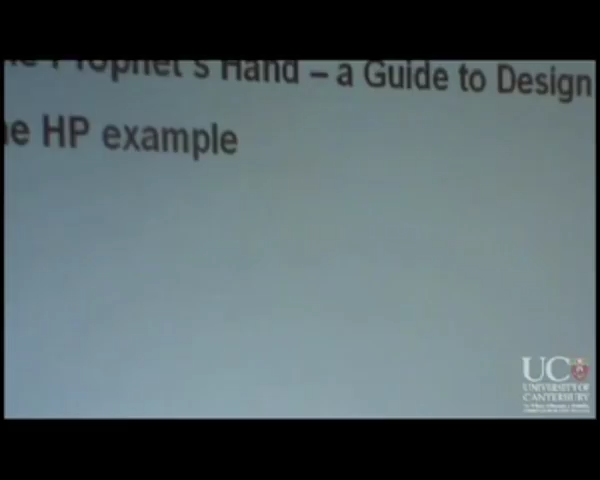 Prophet's Hand – a Guide to Design
HP example
UC
UNIVERSITY OF
CANTERBURY